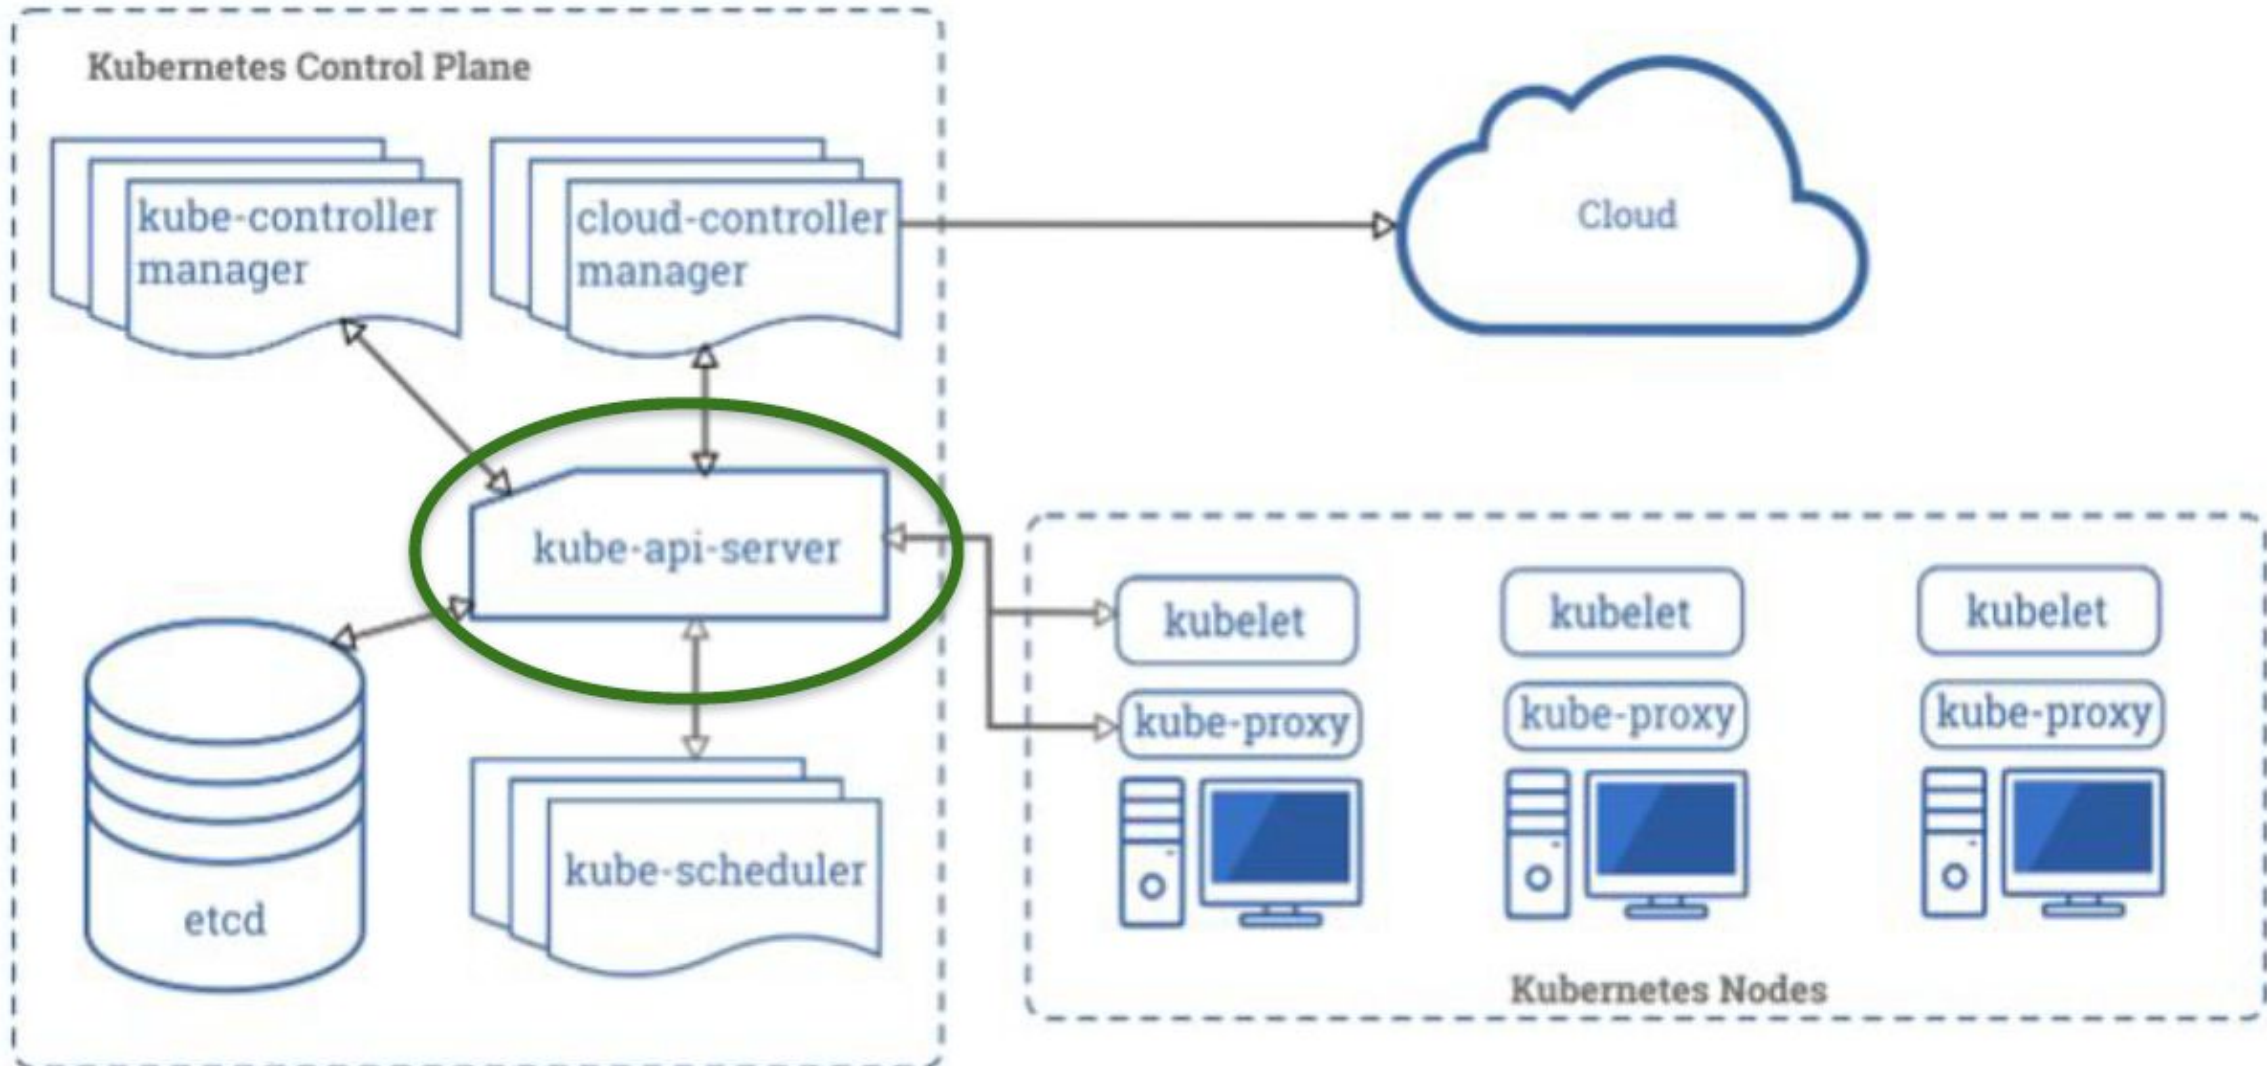 Kubernetes Control Plane
kube-controller
manager
cloud-controller
manager
Cloud
kube-api-server
kubelet
kubelet
kubelet
kube-proxy
kube-proxy
kube-proxy
etcd
kube-scheduler
Kubernetes Nodes